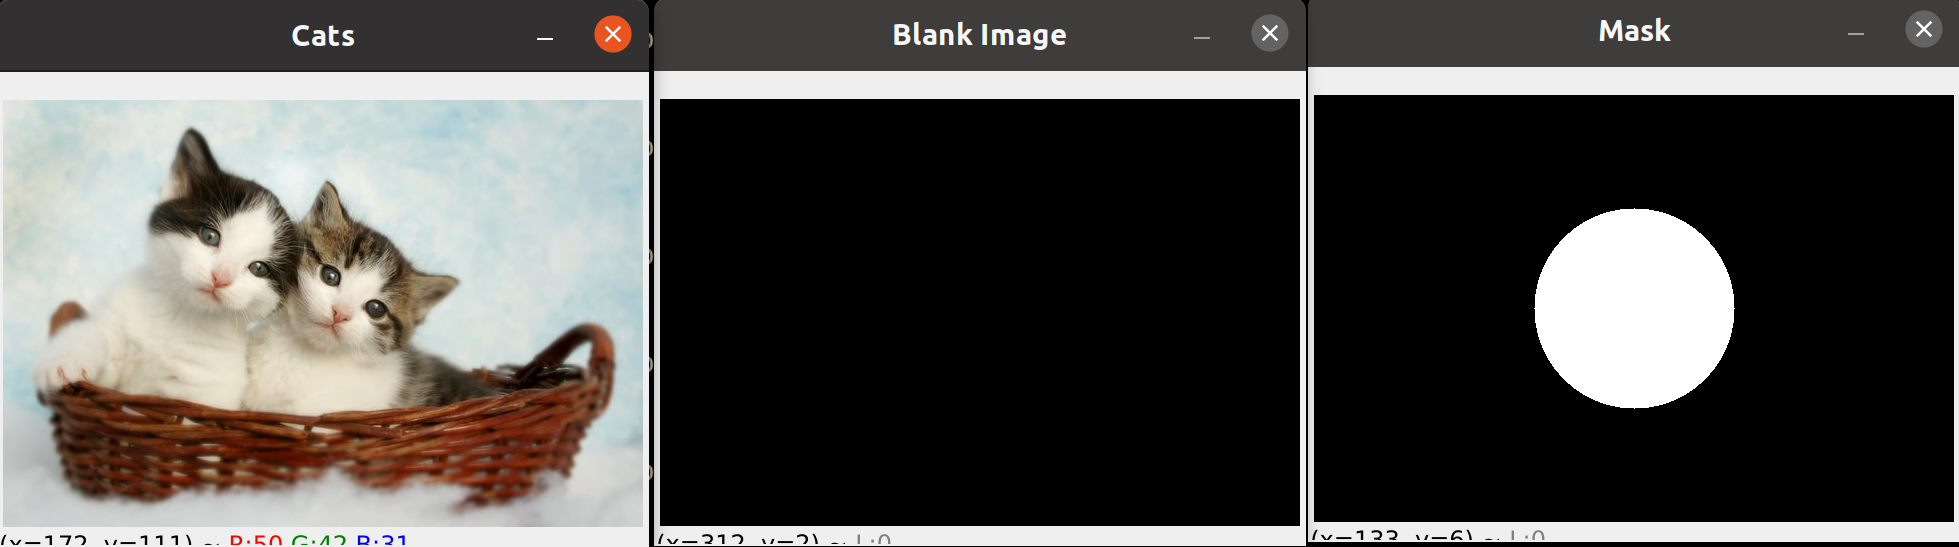 Cats
Blank Image
Mask
(x=172, y=111) ~ R:50 G:42 B:31
(x=312, y=2) ~ L:0
(x=133, y=6) ~ L:0